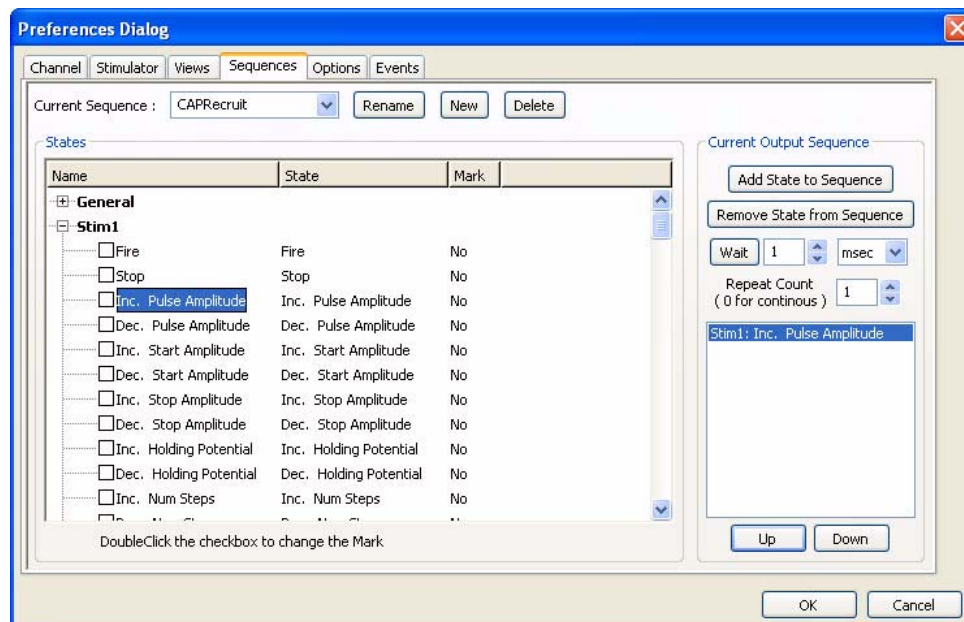 Preferences Dialog
Channel Stimulator Views Sequences Options Events
Current Sequence : CAPRecruit Rename New Delete
States
Name State Mark
General
Stim1
Fire Fire No
Stop Stop No
Inc. Pulse Amplitude Inc. Pulse Amplitude No
Dec. Pulse Amplitude Dec. Pulse Amplitude No
Inc. Start Amplitude Inc. Start Amplitude No
Dec. Start Amplitude Dec. Start Amplitude No
Inc. Stop Amplitude Inc. Stop Amplitude No
Dec. Stop Amplitude Dec. Stop Amplitude No
Inc. Holding Potential Inc. Holding Potential No
Dec. Holding Potential Dec. Holding Potential No
Inc. Num Steps Inc. Num Steps No
DoubleClick the checkbox to change the Mark
Current Output Sequence
Add State to Sequence
Remove State from Sequence
Wait 1 msec
Repeat Count
( 0 for continous ) 1
Stim1: Inc. Pulse Amplitude
Up Down
OK Cancel